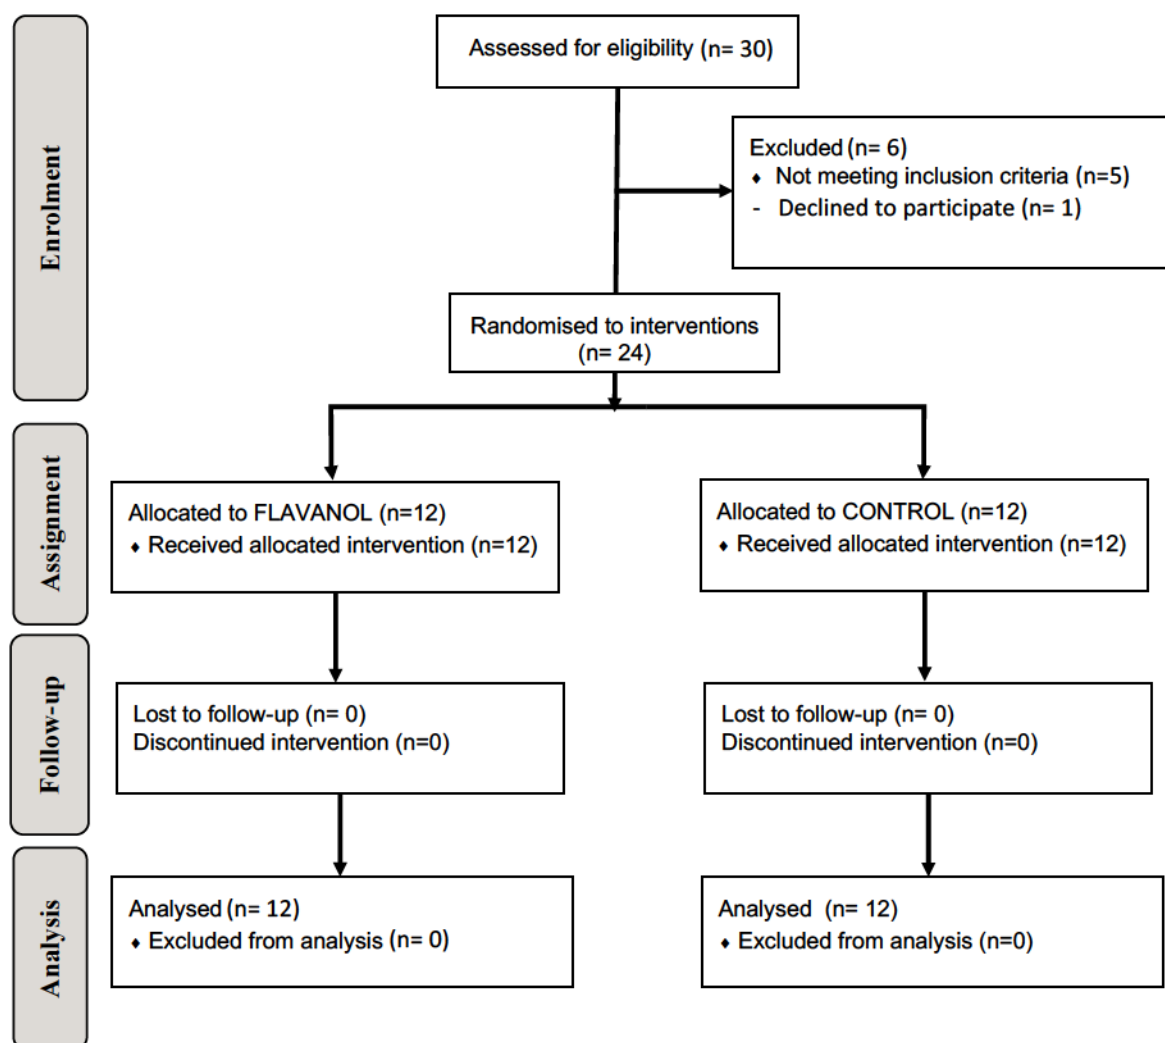 Enrolment
Assessed for eligibility (n= 30)
Excluded (n= 6)
♦ Not meeting inclusion criteria (n=5)
- Declined to participate (n= 1)
Randomised to interventions
(n= 24)
Assignment
Allocated to FLAVANOL (n=12)
♦ Received allocated intervention (n=12)
Allocated to CONTROL (n=12)
♦ Received allocated intervention (n=12)
Follow-up
Lost to follow-up (n= 0)
Discontinued intervention (n=0)
Lost to follow-up (n= 0)
Discontinued intervention (n=0)
Analysis
Analysed (n= 12)
♦ Excluded from analysis (n= 0)
Analysed (n= 12)
♦ Excluded from analysis (n=0)